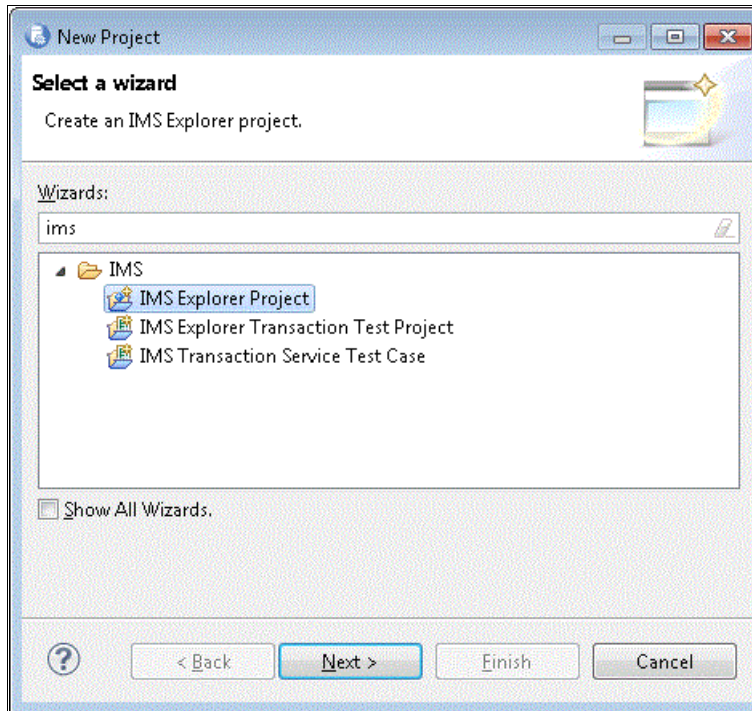 New Project
Select a wizard
Create an IMS Explorer project.
Wizards:
ims
IMS
IMS Explorer Project
IMS Explorer Transaction Test Project
IMS Transaction Service Test Case
Show All Wizards.
? < Back Next > Finish Cancel